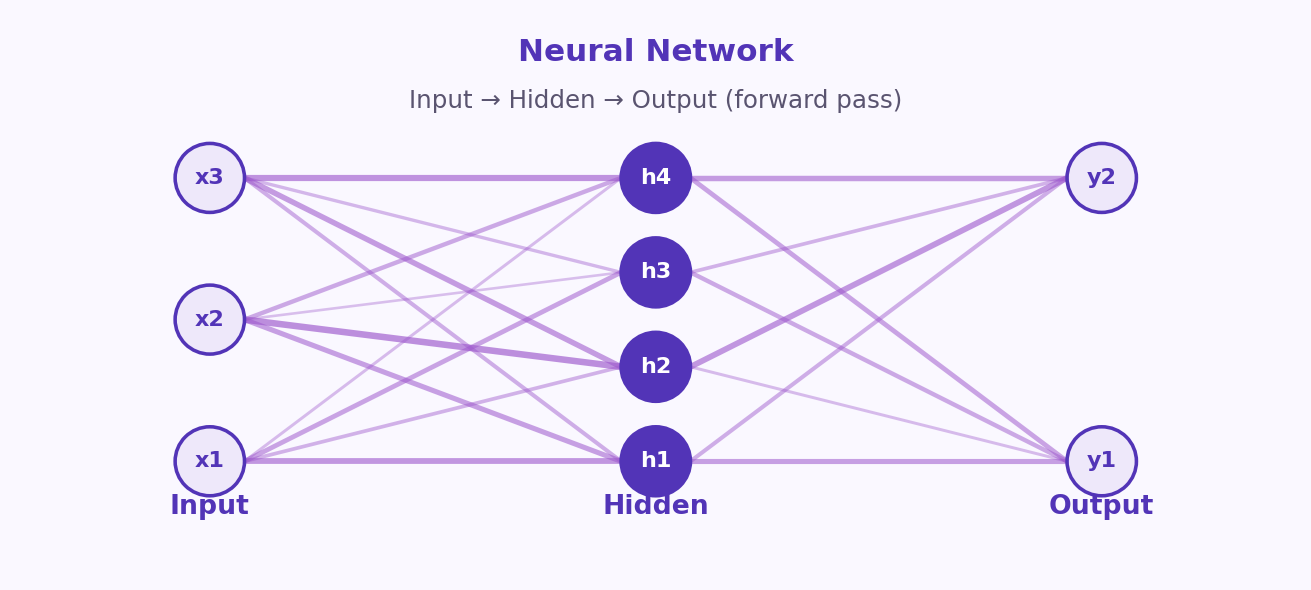 Neural Network
Input → Hidden → Output (forward pass)
x3
h4
y2
h3
x2
h2
x1
h1
y1
Input
Hidden
Output